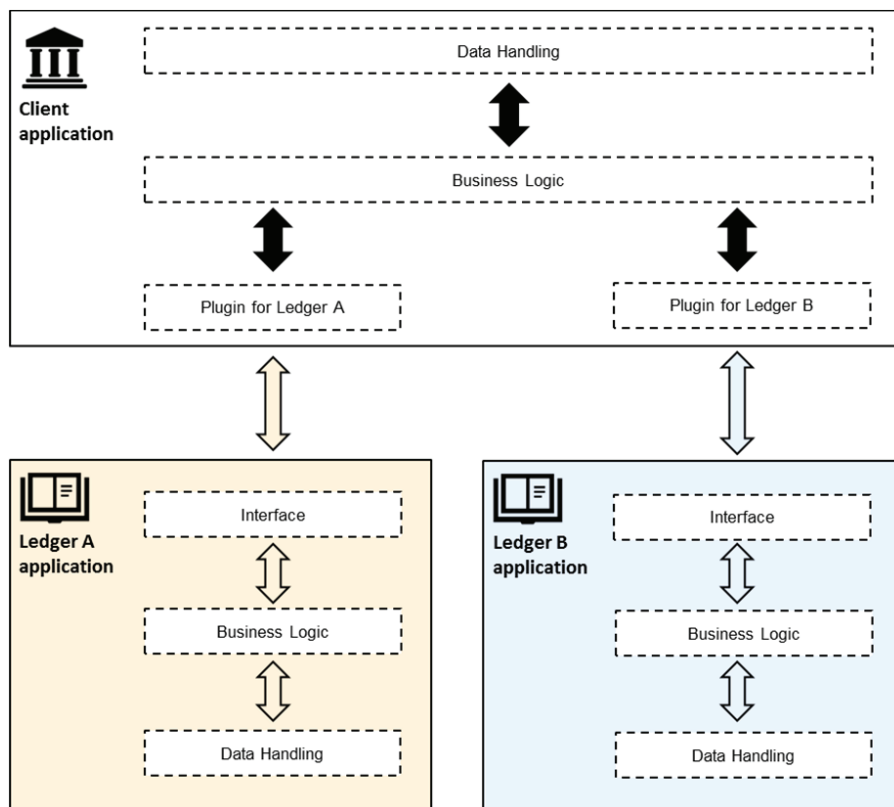 Data Handling
Client
application
Business Logic
Plugin for Ledger A
Plugin for Ledger B
Ledger A
application
Interface
Business Logic
Data Handling
Ledger B
application
Interface
Business Logic
Data Handling